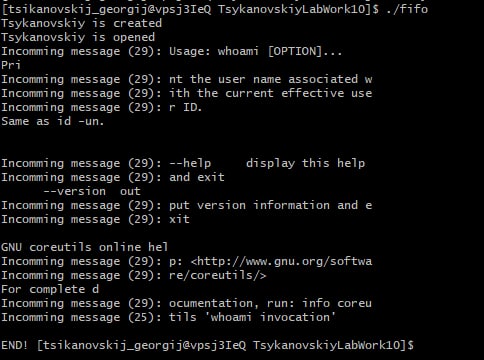 [tsikanovskij_georgij@vpsj3IeQ TsykanovskiyLabWork10]$ ./fifo
Tsykanovskiy is created
Tsykanovskiy is opened
Incomming message (29): Usage: whoami [OPTION]...
Pri
Incomming message (29): nt the user name associated w
Incomming message (29): ith the current effective use
Incomming message (29): r ID.
Same as id -un.
Incomming message (29): --help     display this help
Incomming message (29): and exit
      --version  out
Incomming message (29): put version information and e
Incomming message (29): xit
GNU coreutils online hel
Incomming message (29): p: <http://www.gnu.org/softwa
Incomming message (29): re/coreutils/>
For complete d
Incomming message (29): ocumentation, run: info coreu
Incomming message (25): tils 'whoami invocation'
END! [tsikanovskij_georgij@vpsj3IeQ TsykanovskiyLabWork10]$